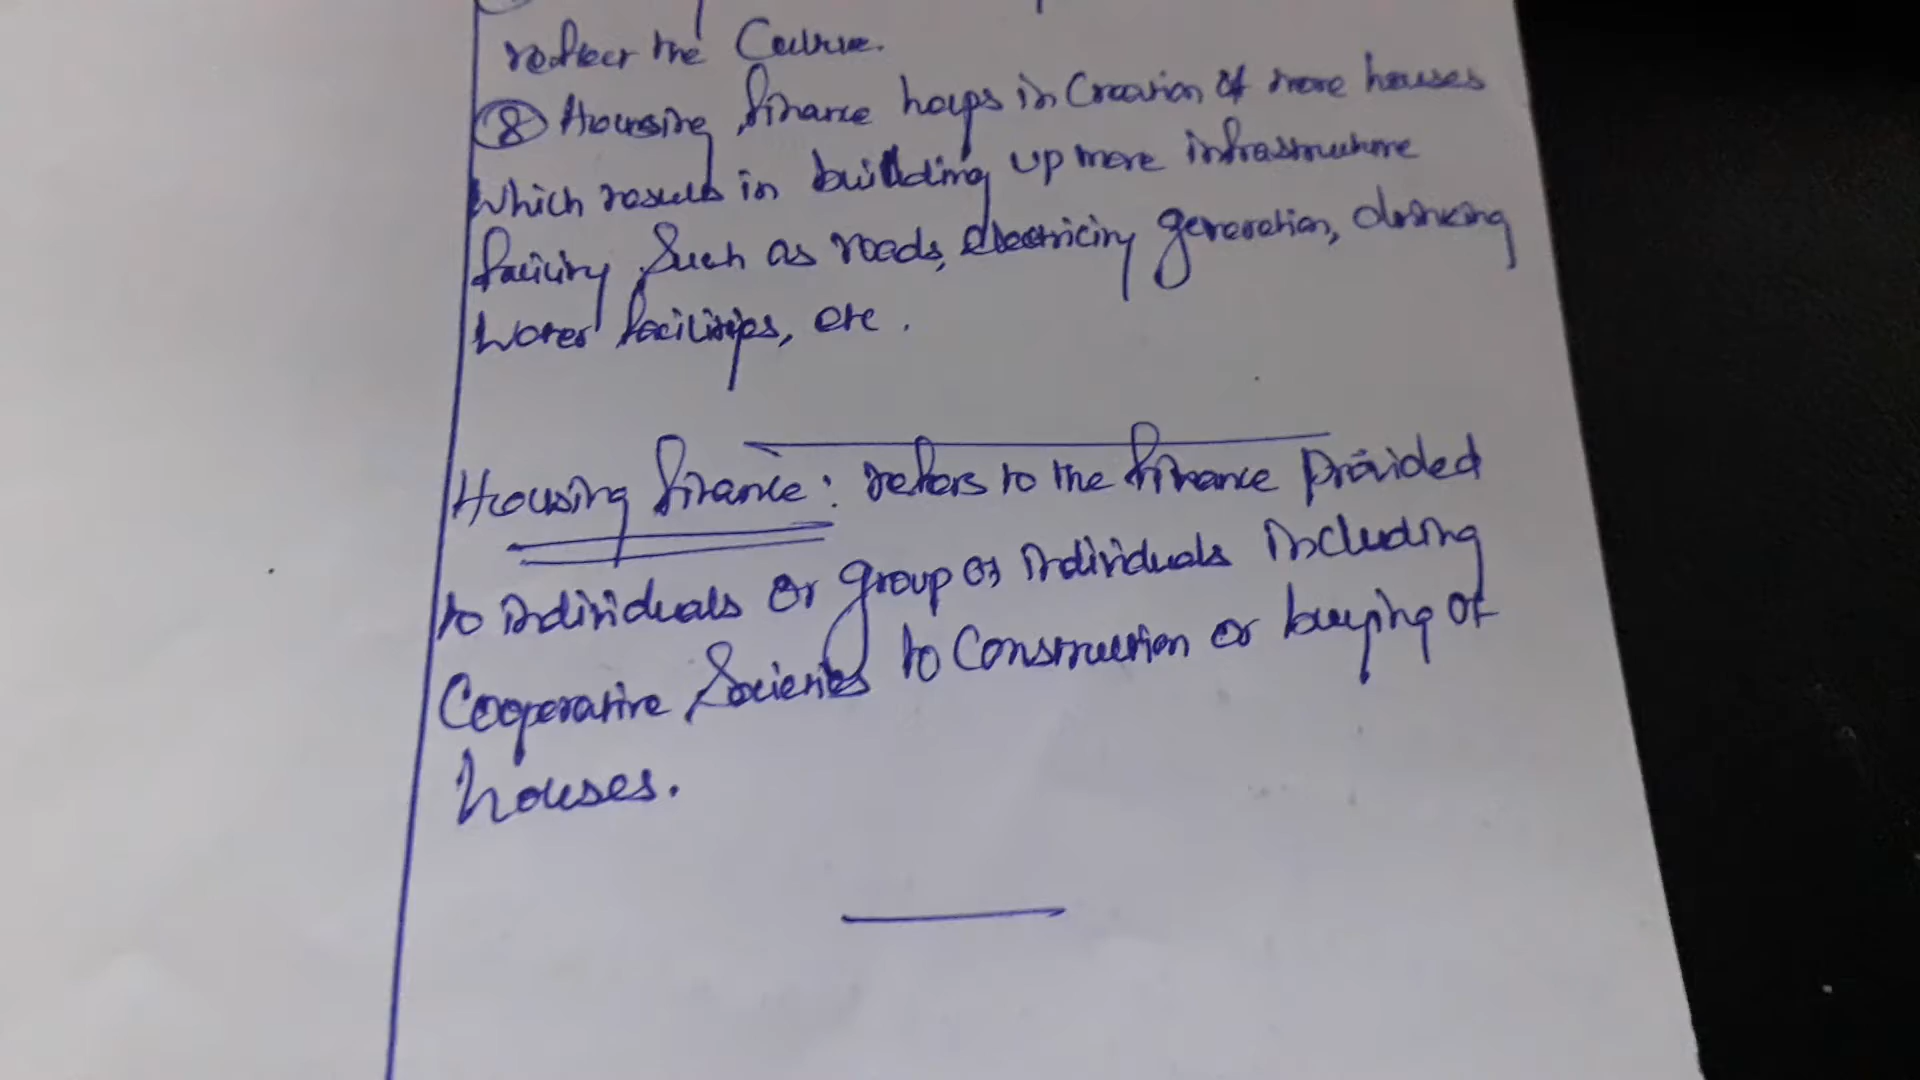 reflect the Culture.
⑧ Housing finance helps in Creation of more houses
Which results in building up more infrastructure
facility Such as roads, electricity generation, drinking
Water facilities, etc.
Housing finance: refers to the finance Provided
to individuals or group of individuals including
Cooperative Societies to Construction or buying of
houses.